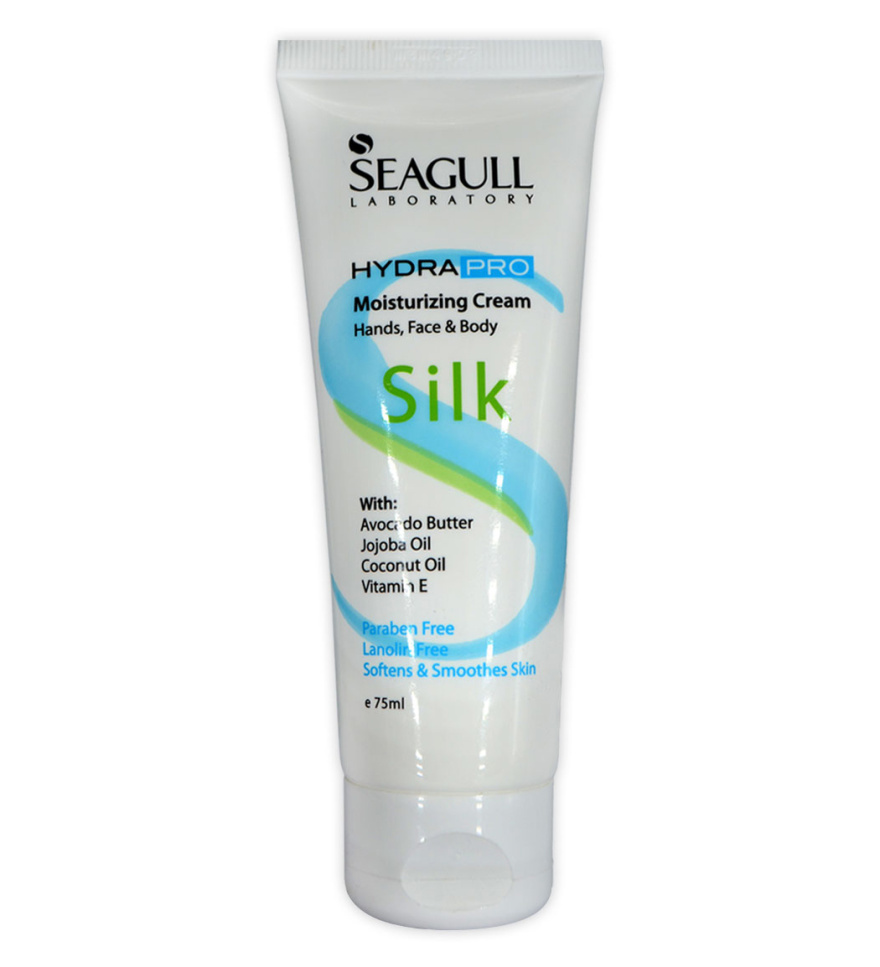 SEAGULL
LABORATORY
HYDRA PRO
Moisturizing Cream
Hands, Face & Body
Silk
With:
Avocado Butter
Jojoba Oil
Coconut Oil
Vitamin E
Paraben Free
Lanolin Free
Softens & Smoothes Skin
e 75ml